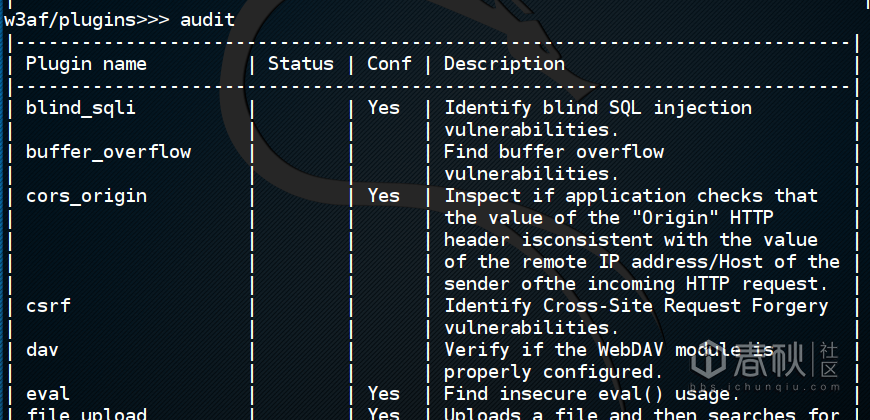 w3af/plugins>>> audit
|----------------------------------------------------------------------------|
| Plugin name | Status | Conf | Description |
|----------------------------------------------------------------------------|
| blind_sqli | | Yes | Identify blind SQL injection |
| | | | vulnerabilities. |
| buffer_overflow | | | Find buffer overflow |
| | | | vulnerabilities. |
| cors_origin | | Yes | Inspect if application checks that |
| | | | the value of the "Origin" HTTP |
| | | | header isconsistent with the value |
| | | | of the remote IP address/Host of the |
| | | | sender ofthe incoming HTTP request. |
| csrf | | | Identify Cross-Site Request Forgery |
| | | | vulnerabilities. |
| dav | | | Verify if the WebDAV module is |
| | | | properly configured. |
| eval | | Yes | Find insecure eval() usage. |
| file_upload | | Yes | Uploads a file and then searches for |
春秋 社区
bbs.ichunqiu.com